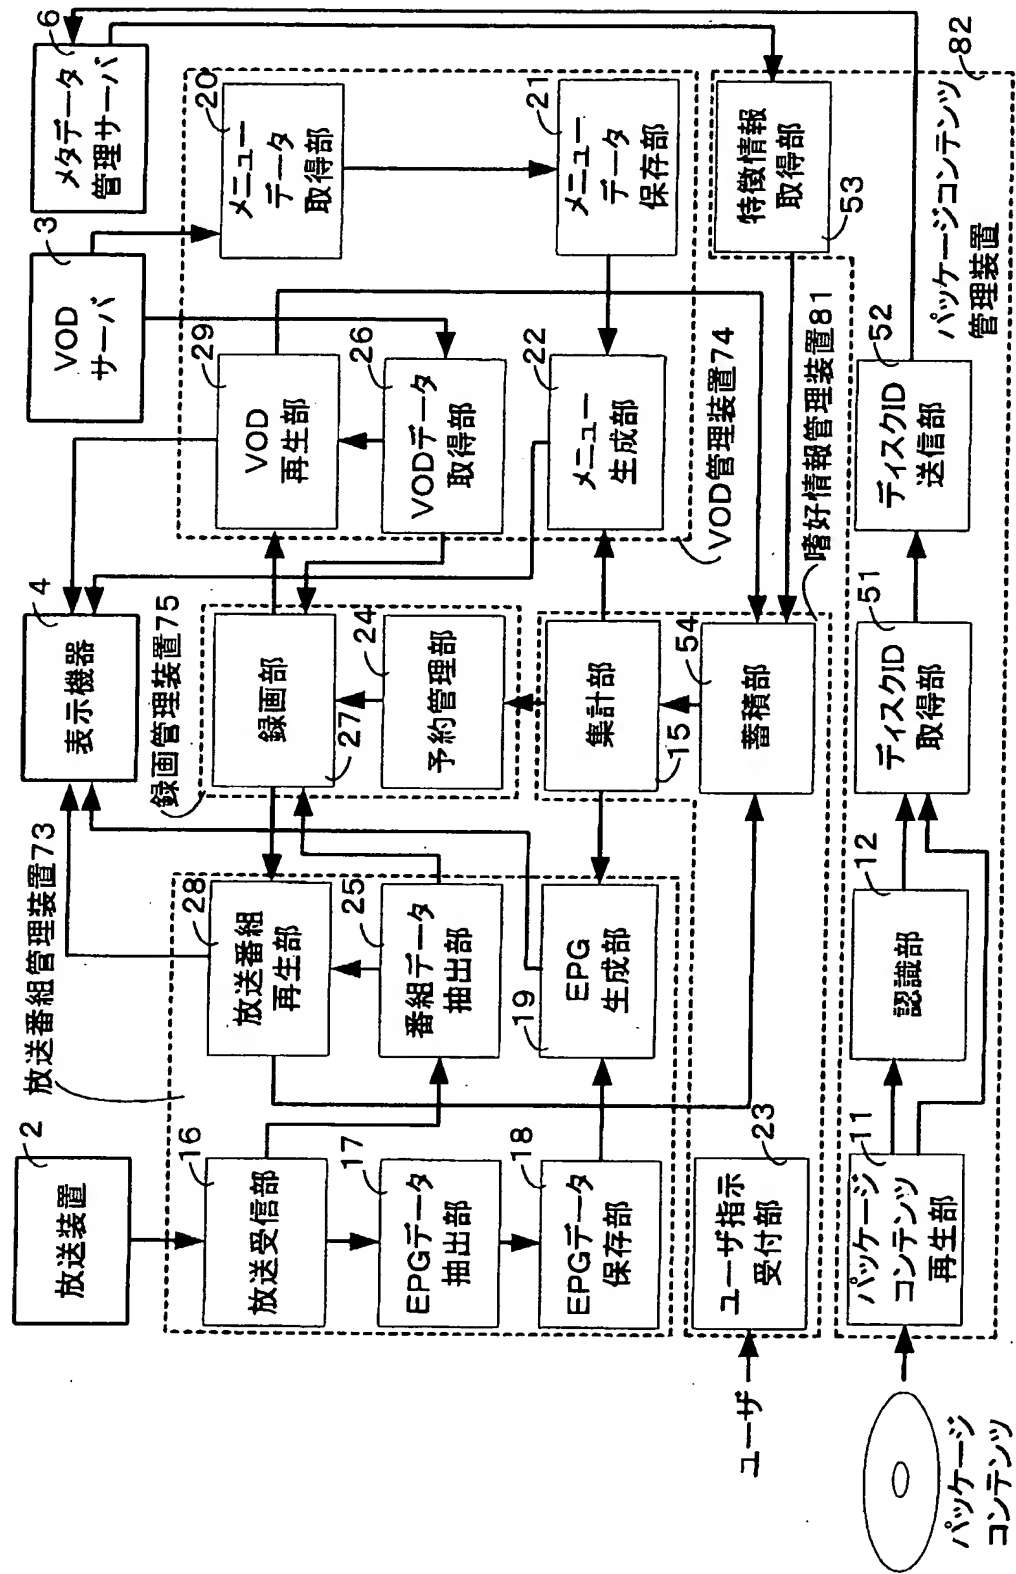 放送装置
2
VOD
サーバ
3
メタデータ
管理サーバ
6
表示機器
4
放送番組管理装置73
録画管理装置75
放送受信部
16
放送番組
再生部
28
録画部
27
VOD
再生部
29
メニュー
データ
取得部
20
EPGデータ
抽出部
17
番組データ
抽出部
25
予約管理部
24
VODデータ
取得部
26
EPGデータ
保存部
18
EPG
生成部
19
集計部
15
メニュー
生成部
22
メニュー
データ
保存部
21
VOD管理装置74
ユーザ
ユーザ指示
受付部
23
蓄積部
54
特徴情報
取得部
53
嗜好情報管理装置81
パッケージ
コンテンツ
パッケージ
コンテンツ
再生部
11
認識部
12
ディスクID
取得部
51
ディスクID
送信部
52
パッケージコンテンツ
管理装置
82